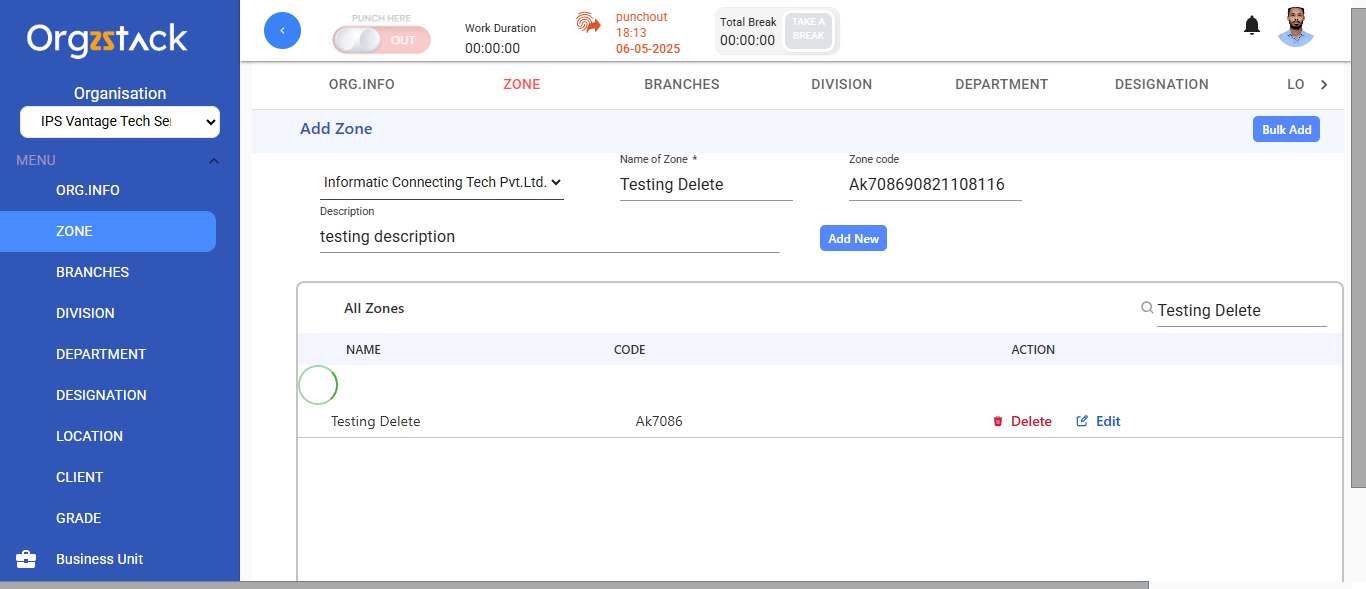 Orgzstack
Organisation
IPS Vantage Tech Ser
MENU
ORG.INFO
ZONE
BRANCHES
DIVISION
DEPARTMENT
DESIGNATION
LOCATION
CLIENT
GRADE
Business Unit
PUNCH HERE
OUT
Work Duration
00:00:00
punchout
18:13
06-05-2025
Total Break
00:00:00
TAKE A
BREAK
ORG.INFO ZONE BRANCHES DIVISION DEPARTMENT DESIGNATION LO
Add Zone
Bulk Add
Informatic Connecting Tech Pvt.Ltd.
Name of Zone *
Testing Delete
Zone code
Ak708690821108116
Description
testing description
Add New
All Zones
Testing Delete
NAME CODE ACTION
Testing Delete Ak7086 Delete Edit